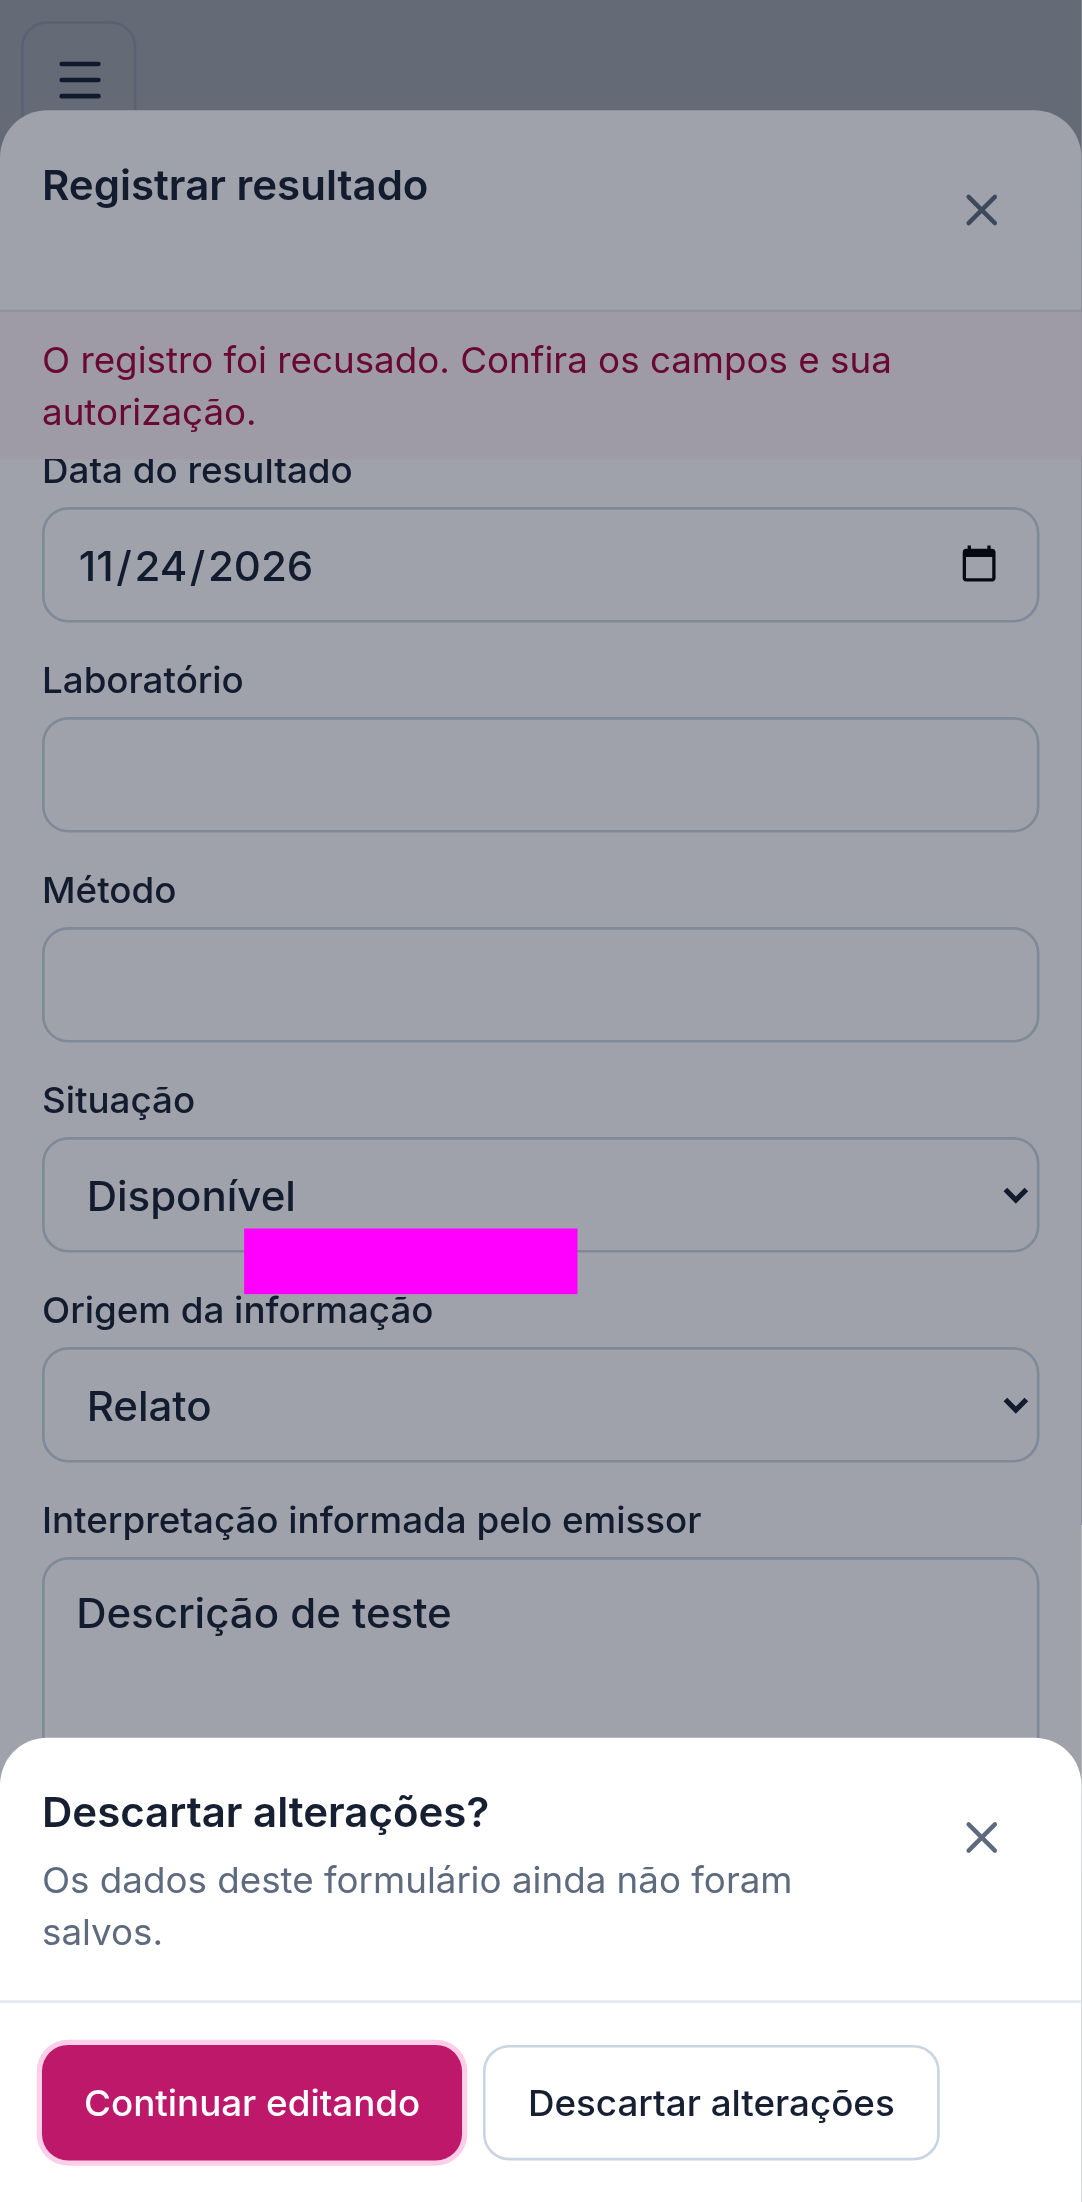 Registrar resultado
O registro foi recusado. Confira os campos e sua
autorização.
Data do resultado
11/24/2026
Laboratório
Método
Situação
Disponível
Origem da informação
Relato
Interpretação informada pelo emissor
Descrição de teste
Descartar alterações?
Os dados deste formulário ainda não foram
salvos.
Continuar editando
Descartar alterações